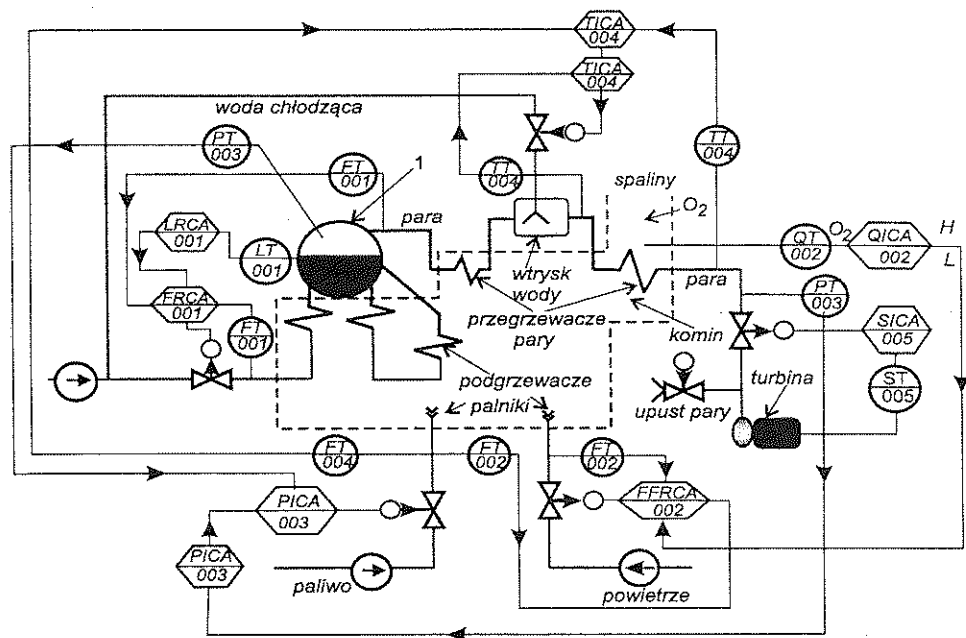 TICA
004
TICA
004
woda chłodząca
PT
003
FT
001
1
TT
004
TT
004
spaliny
O₂
para
LRCA
001
LT
001
QT
002
O₂
QICA
002
H
L
wtrysk
wody
para
FRCA
001
FT
001
przegrzewacze
pary
komin
PT
003
SICA
005
podgrzewacze
palniki
upust pary
turbina
ST
005
FT
004
FT
002
FT
002
PICA
003
FFRCA
002
PICA
003
paliwo
powietrze